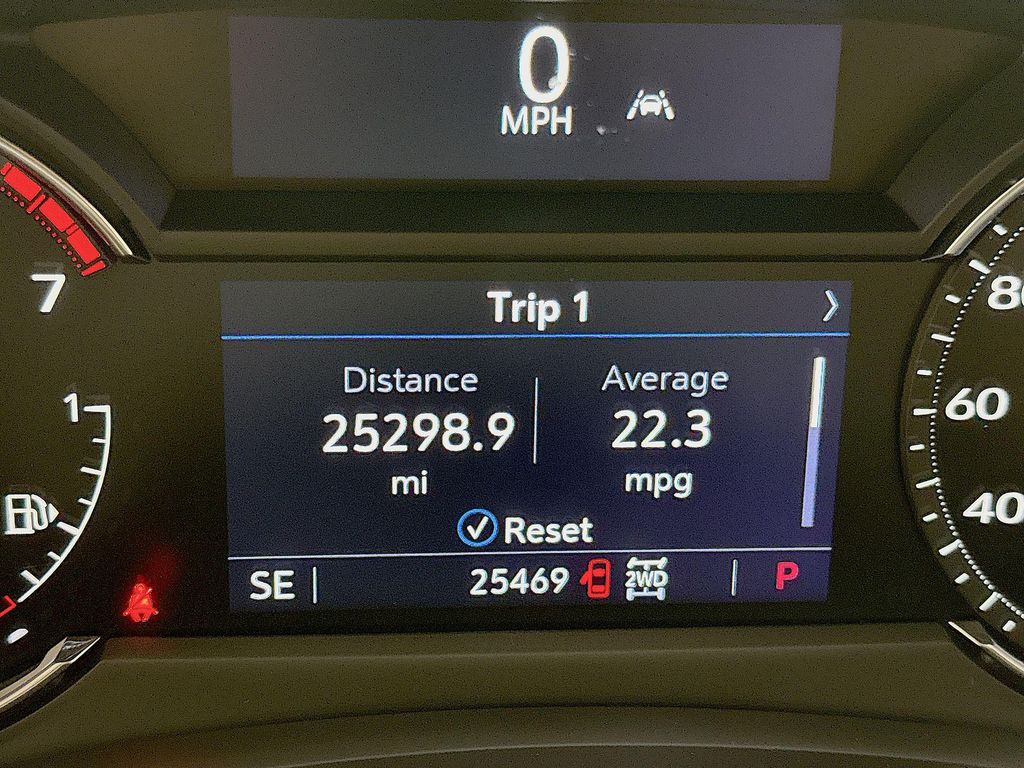 0
MPH
7
Trip 1
80
Distance
Average
1
60
25298.9
22.3
mi
mpg
40
Reset
SE
25469
2WD
P